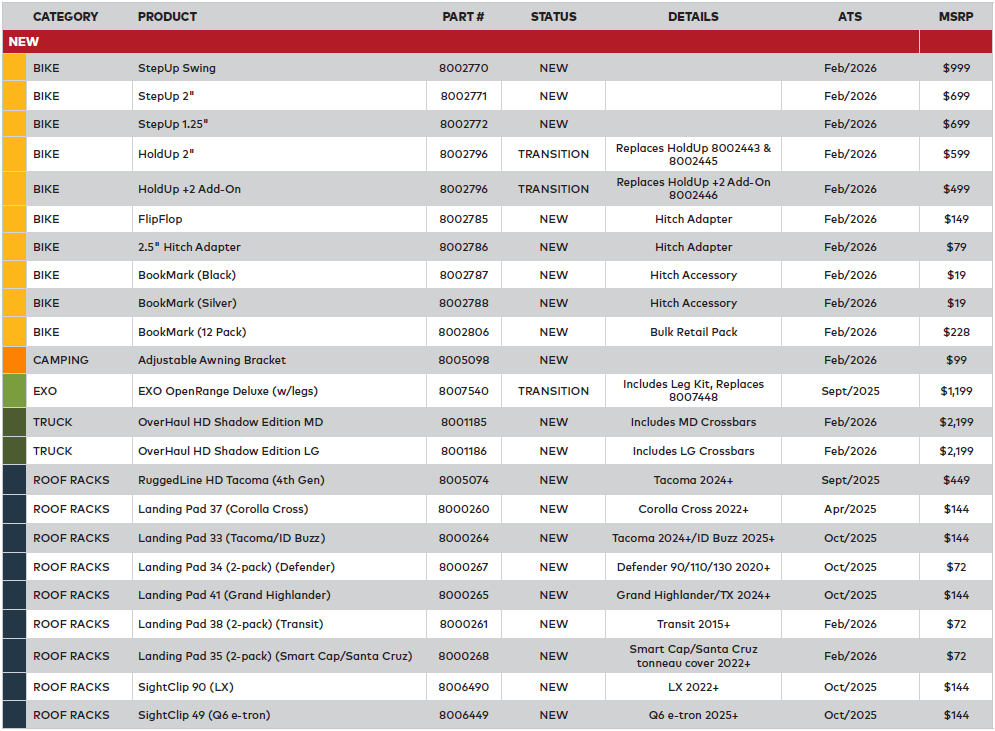 CATEGORY PRODUCT PART # STATUS DETAILS ATS MSRP
NEW
BIKE StepUp Swing 8002770 NEW Feb/2026 $999
BIKE StepUp 2" 8002771 NEW Feb/2026 $699
BIKE StepUp 1.25" 8002772 NEW Feb/2026 $699
BIKE HoldUp 2" 8002796 TRANSITION Replaces HoldUp 8002443 & Feb/2026 $599
8002445
BIKE HoldUp +2 Add-On 8002796 TRANSITION Replaces HoldUp +2 Add-On Feb/2026 $499
8002446
BIKE FlipFlop 8002785 NEW Hitch Adapter Feb/2026 $149
BIKE 2.5" Hitch Adapter 8002786 NEW Hitch Adapter Feb/2026 $79
BIKE BookMark (Black) 8002787 NEW Hitch Accessory Feb/2026 $19
BIKE BookMark (Silver) 8002788 NEW Hitch Accessory Feb/2026 $19
BIKE BookMark (12 Pack) 8002806 NEW Bulk Retail Pack Feb/2026 $228
CAMPING Adjustable Awning Bracket 8005098 NEW Feb/2026 $99
EXO EXO OpenRange Deluxe (w/legs) 8007540 TRANSITION Includes Leg Kit, Replaces Sept/2025 $1,199
8007448
TRUCK OverHaul HD Shadow Edition MD 8001185 NEW Includes MD Crossbars Feb/2026 $2,199
TRUCK OverHaul HD Shadow Edition LG 8001186 NEW Includes LG Crossbars Feb/2026 $2,199
ROOF RACKS RuggedLine HD Tacoma (4th Gen) 8005074 NEW Tacoma 2024+ Sept/2025 $449
ROOF RACKS Landing Pad 37 (Corolla Cross) 8000260 NEW Corolla Cross 2022+ Apr/2025 $144
ROOF RACKS Landing Pad 33 (Tacoma/ID Buzz) 8000264 NEW Tacoma 2024+/ID Buzz 2025+ Oct/2025 $144
ROOF RACKS Landing Pad 34 (2-pack) (Defender) 8000267 NEW Defender 90/110/130 2020+ Oct/2025 $72
ROOF RACKS Landing Pad 41 (Grand Highlander) 8000265 NEW Grand Highlander/TX 2024+ Oct/2025 $144
ROOF RACKS Landing Pad 38 (2-pack) (Transit) 8000261 NEW Transit 2015+ Feb/2026 $72
ROOF RACKS Landing Pad 35 (2-pack) (Smart Cap/Santa Cruz) 8000268 NEW Smart Cap/Santa Cruz Feb/2026 $72
tonneau cover 2022+
ROOF RACKS SightClip 90 (LX) 8006490 NEW LX 2022+ Oct/2025 $144
ROOF RACKS SightClip 49 (Q6 e-tron) 8006449 NEW Q6 e-tron 2025+ Oct/2025 $144